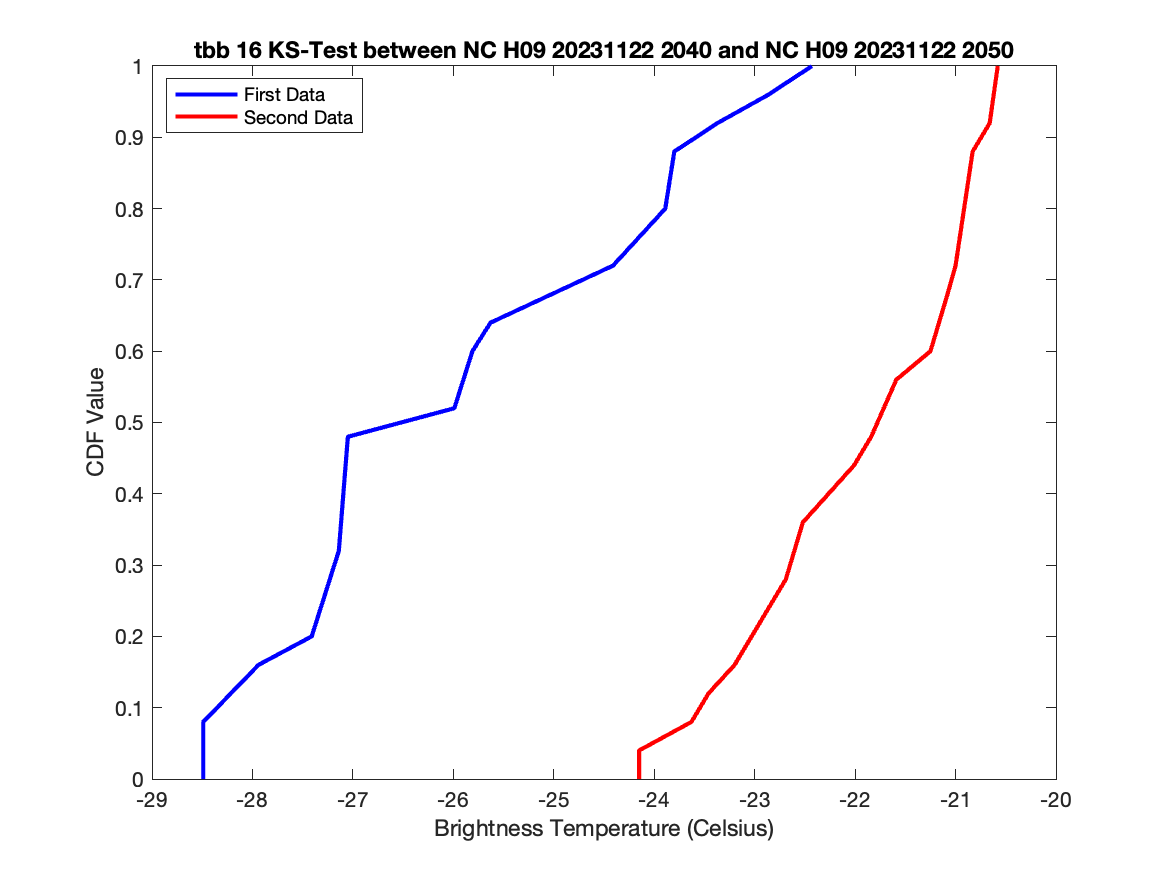 tbb 16 KS-Test between NC H09 20231122 2040 and NC H09 20231122 2050
First Data
Second Data
1
0.9
0.8
0.7
0.6
0.5
0.4
0.3
0.2
0.1
0
CDF Value
-29 -28 -27 -26 -25 -24 -23 -22 -21 -20
Brightness Temperature (Celsius)